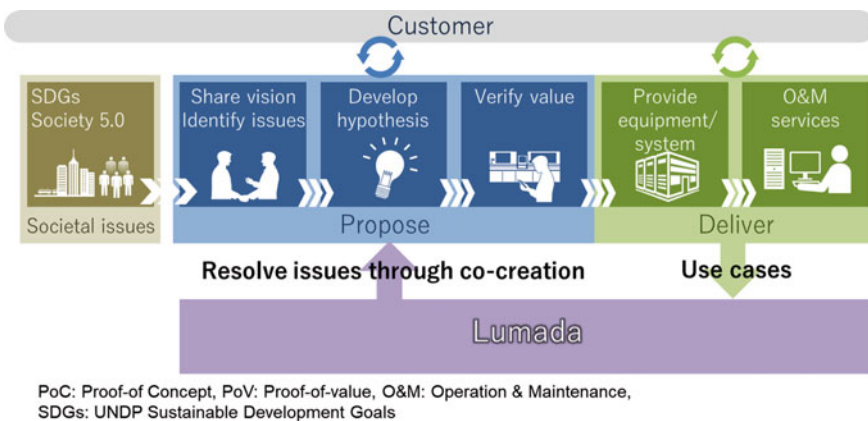 Customer
SDGs
Society 5.0
Societal issues
Share vision
Identify issues
Develop
hypothesis
Verify value
Propose
Provide
equipment/
system
O&M
services
Deliver
Resolve issues through co-creation
Use cases
Lumada
PoC: Proof-of Concept, PoV: Proof-of-value, O&M: Operation & Maintenance,
SDGs: UNDP Sustainable Development Goals